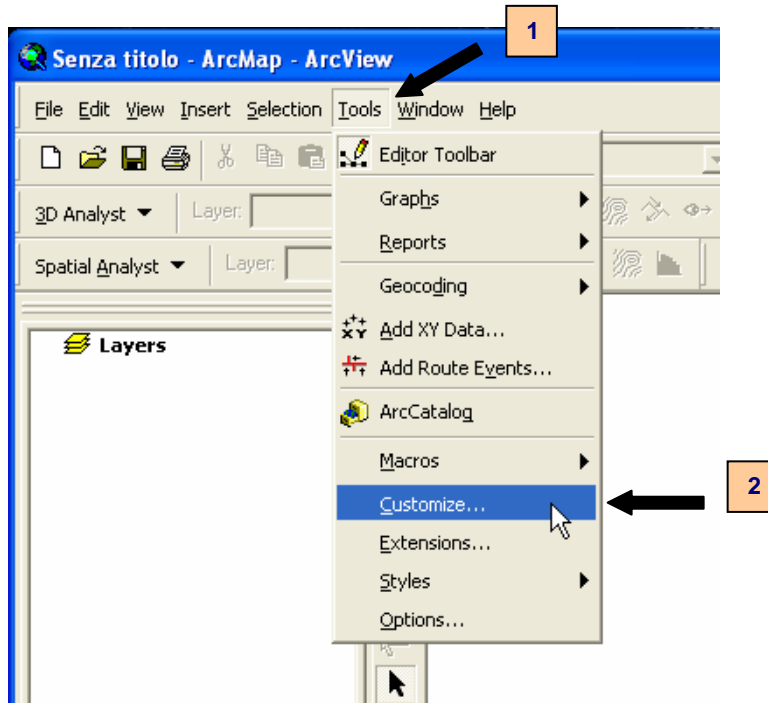 1
Senza titolo - ArcMap - ArcView
File Edit View Insert Selection Tools Window Help
Editor Toolbar
3D Analyst Layer:
Graphs
Reports
Spatial Analyst Layer:
Geocoding
Layers
Add XY Data...
Add Route Events...
ArcCatalog
Macros
Customize...
2
Extensions...
Styles
Options...